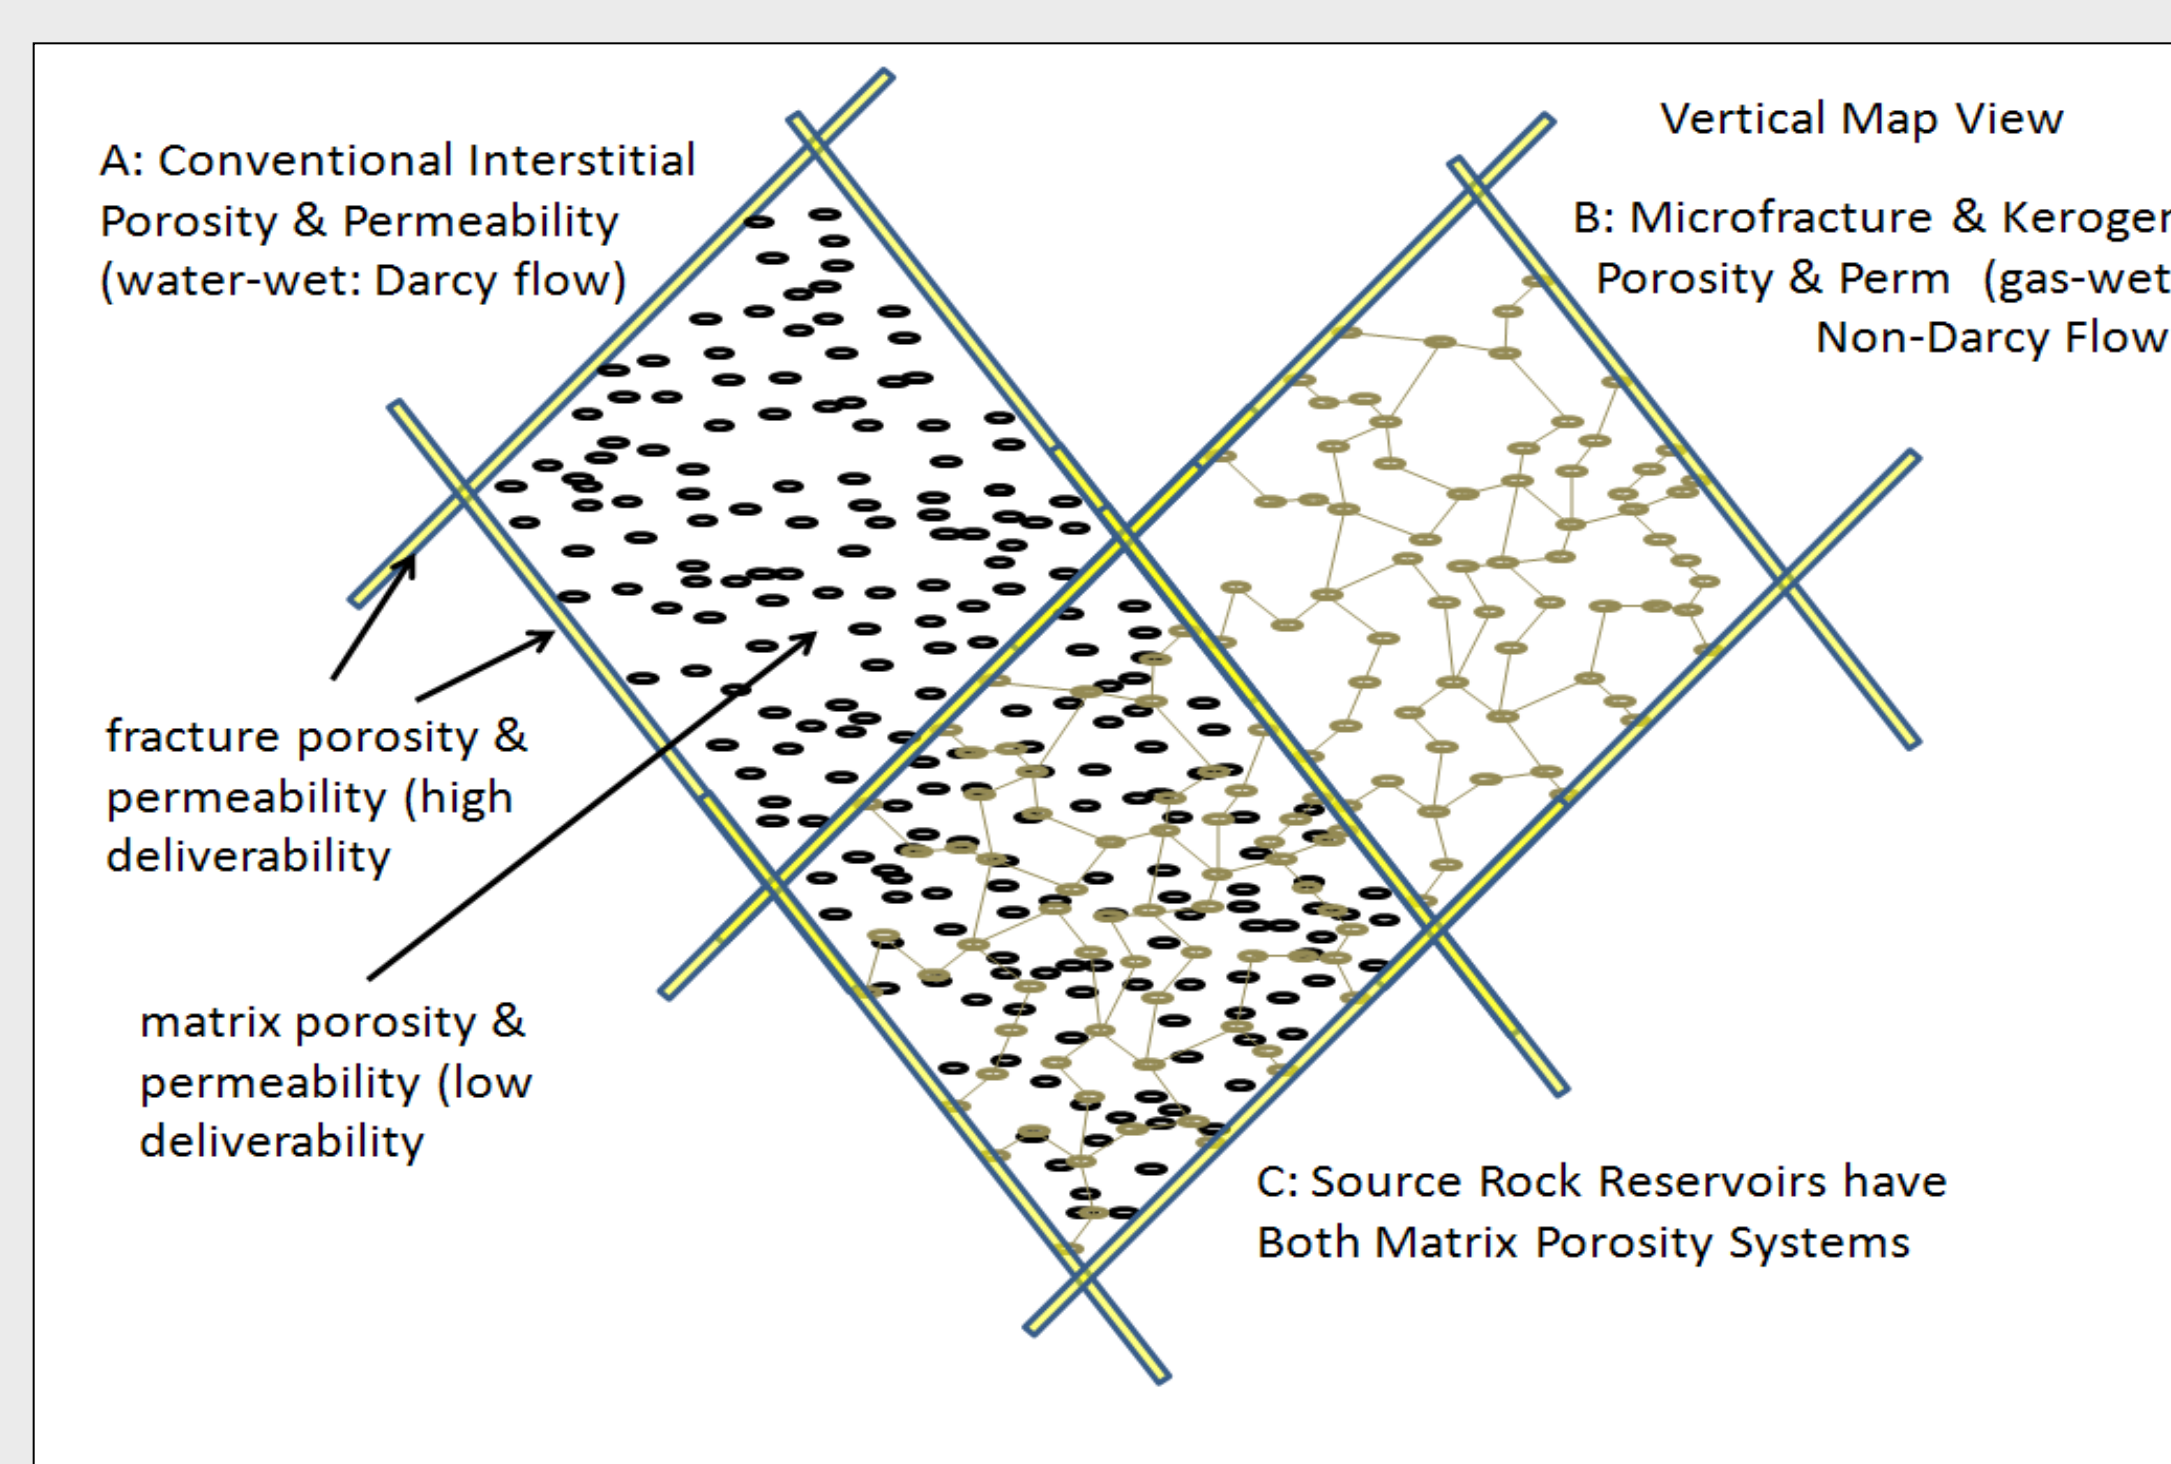 A: Conventional Interstitial
Porosity & Permeability
(water-wet: Darcy flow)
Vertical Map View
B: Microfracture & Keroger
Porosity & Perm (gas-wet
Non-Darcy Flow
fracture porosity &
permeability (high
deliverability
matrix porosity &
permeability (low
deliverability
C: Source Rock Reservoirs have
Both Matrix Porosity Systems